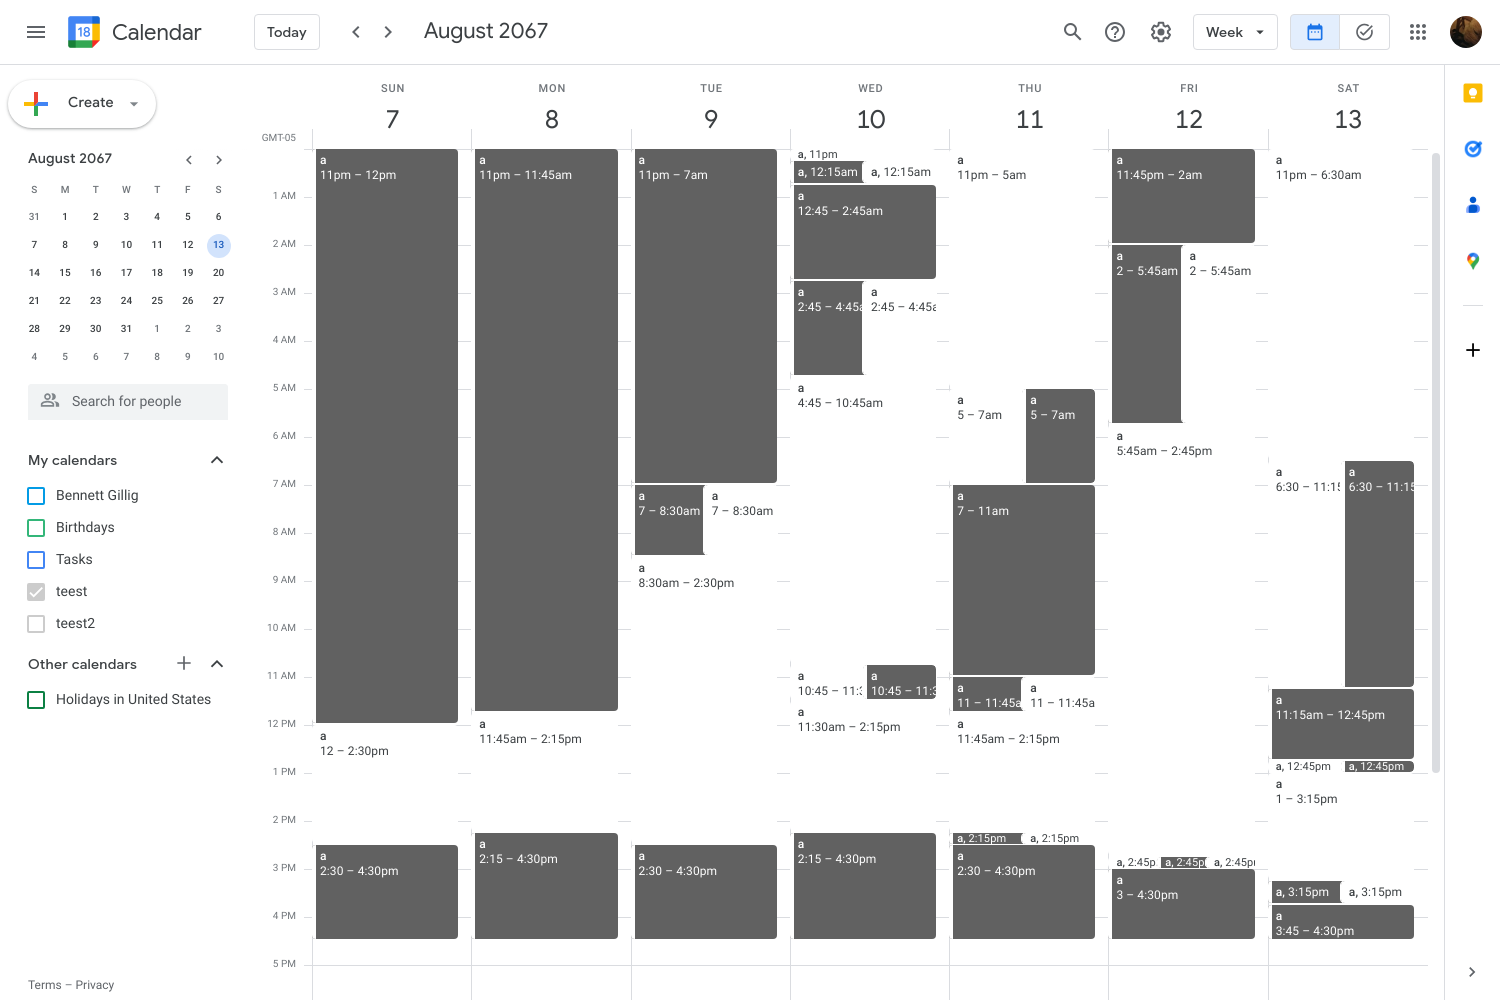 18 Calendar
Today
August 2067
Week
Create
August 2067
S M T W T F S
31 1 2 3 4 5 6
7 8 9 10 11 12 13
14 15 16 17 18 19 20
21 22 23 24 25 26 27
28 29 30 31 1 2 3
4 5 6 7 8 9 10
Search for people
My calendars
Bennett Gillig
Birthdays
Tasks
teest
teest2
Other calendars
Holidays in United States
Terms – Privacy
GMT-05
1 AM
2 AM
3 AM
4 AM
5 AM
6 AM
7 AM
8 AM
9 AM
10 AM
11 AM
12 PM
1 PM
2 PM
3 PM
4 PM
5 PM
SUN
7
a
11pm – 12pm
a
12 – 2:30pm
a
2:30 – 4:30pm
MON
8
a
11pm – 11:45am
a
11:45am – 2:15pm
a
2:15 – 4:30pm
TUE
9
a
11pm – 7am
a
7 – 8:30am
a
7 – 8:30am
a
8:30am – 2:30pm
a
2:30 – 4:30pm
WED
10
a, 11pm
a, 12:15am
a, 12:15am
a
12:45 – 2:45am
a
2:45 – 4:45a
a
2:45 – 4:45a
a
4:45 – 10:45am
a
10:45 – 11:3
a
10:45 – 11:3
a
11:30am – 2:15pm
a
2:15 – 4:30pm
THU
11
a
11pm – 5am
a
5 – 7am
a
5 – 7am
a
7 – 11am
a
11 – 11:45a
a
11 – 11:45a
a
11:45am – 2:15pm
a, 2:15pm
a, 2:15pm
a
2:30 – 4:30pm
FRI
12
a
11:45pm – 2am
a
2 – 5:45am
a
2 – 5:45am
a
5:45am – 2:45pm
a, 2:45p
a, 2:45p
a, 2:45p
a
3 – 4:30pm
SAT
13
a
11pm – 6:30am
a
6:30 – 11:15
a
6:30 – 11:15
a
11:15am – 12:45pm
a, 12:45pm
a, 12:45pm
a
1 – 3:15pm
a, 3:15pm
a, 3:15pm
a
3:45 – 4:30pm